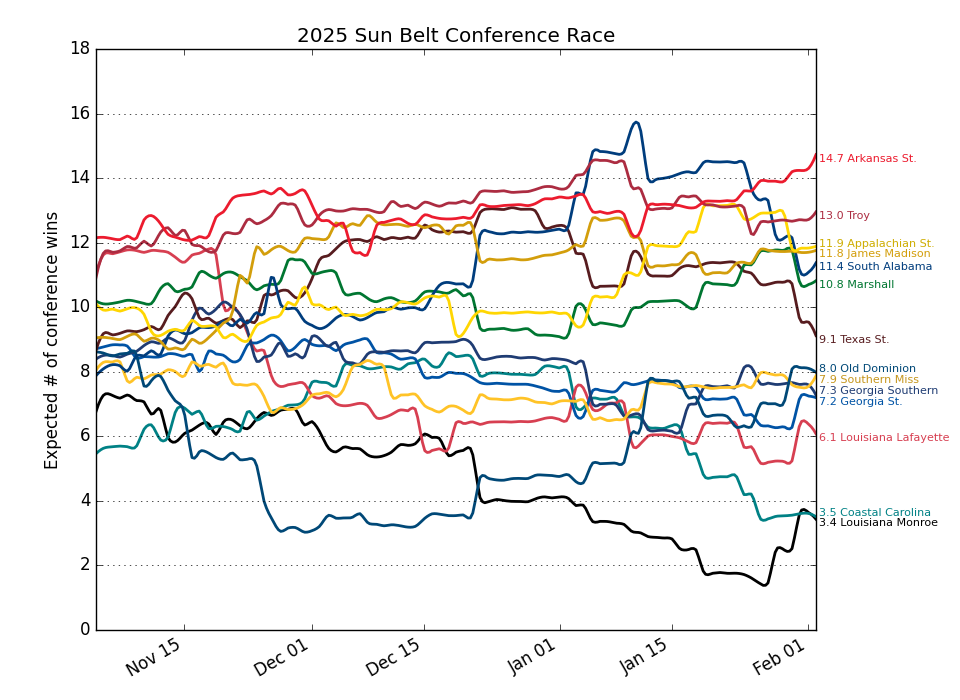 2025 Sun Belt Conference Race
Expected # of conference wins
18
16
14
12
10
8
6
4
2
0
Nov 15
Dec 01
Dec 15
Jan 01
Jan 15
Feb 01
14.7 Arkansas St.
13.0 Troy
11.9 Appalachian St.
11.8 James Madison
11.4 South Alabama
10.8 Marshall
9.1 Texas St.
8.0 Old Dominion
7.9 Southern Miss
7.3 Georgia Southern
7.2 Georgia St.
6.1 Louisiana Lafayette
3.5 Coastal Carolina
3.4 Louisiana Monroe